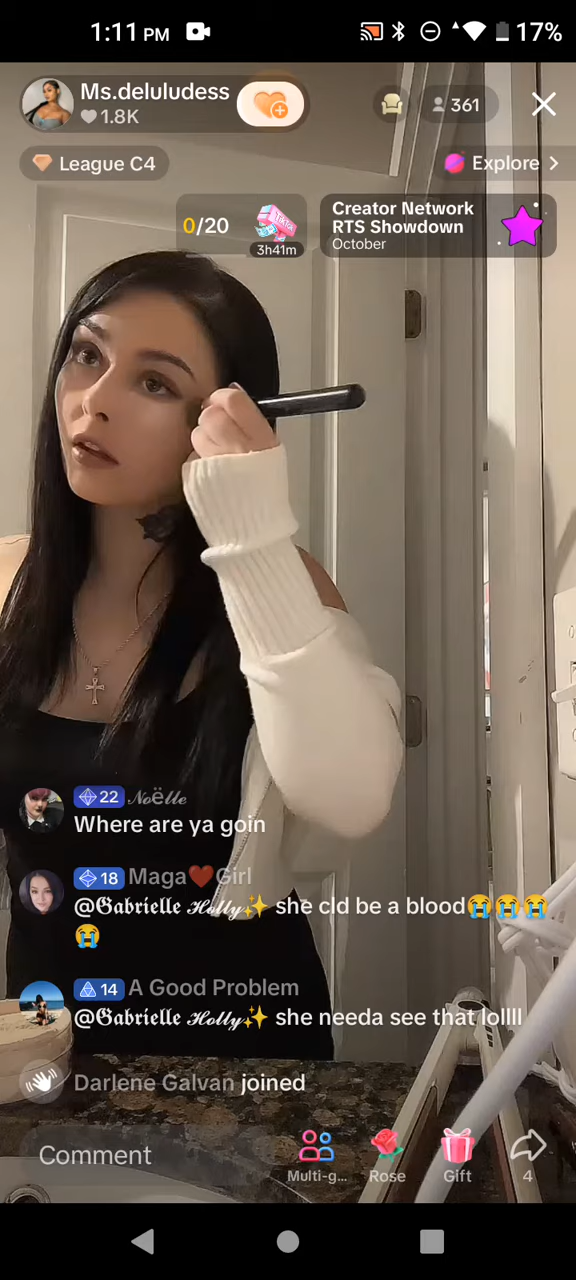 1:11 PM
17%
Ms.deluludess
1.8K
361
League C4
Explore >
0/20
TikTok
3h41m
Creator Network
RTS Showdown
October
22 𝒩ℴë𝓁𝓁ℯ
Where are ya goin
18 Maga❤️Girl
@𝕲𝖆𝖇𝖗𝖎𝖊𝖑𝖑𝖊 𝓗𝓸𝓵𝓵𝔂✨ she cld be a blood😭😭😭
😭
14 A Good Problem
@𝕲𝖆𝖇𝖗𝖎𝖊𝖑𝖑𝖊 𝓗𝓸𝓵𝓵𝔂✨ she needa see that lollll
Darlene Galvan joined
Comment
Multi-g...
Rose
Gift
4